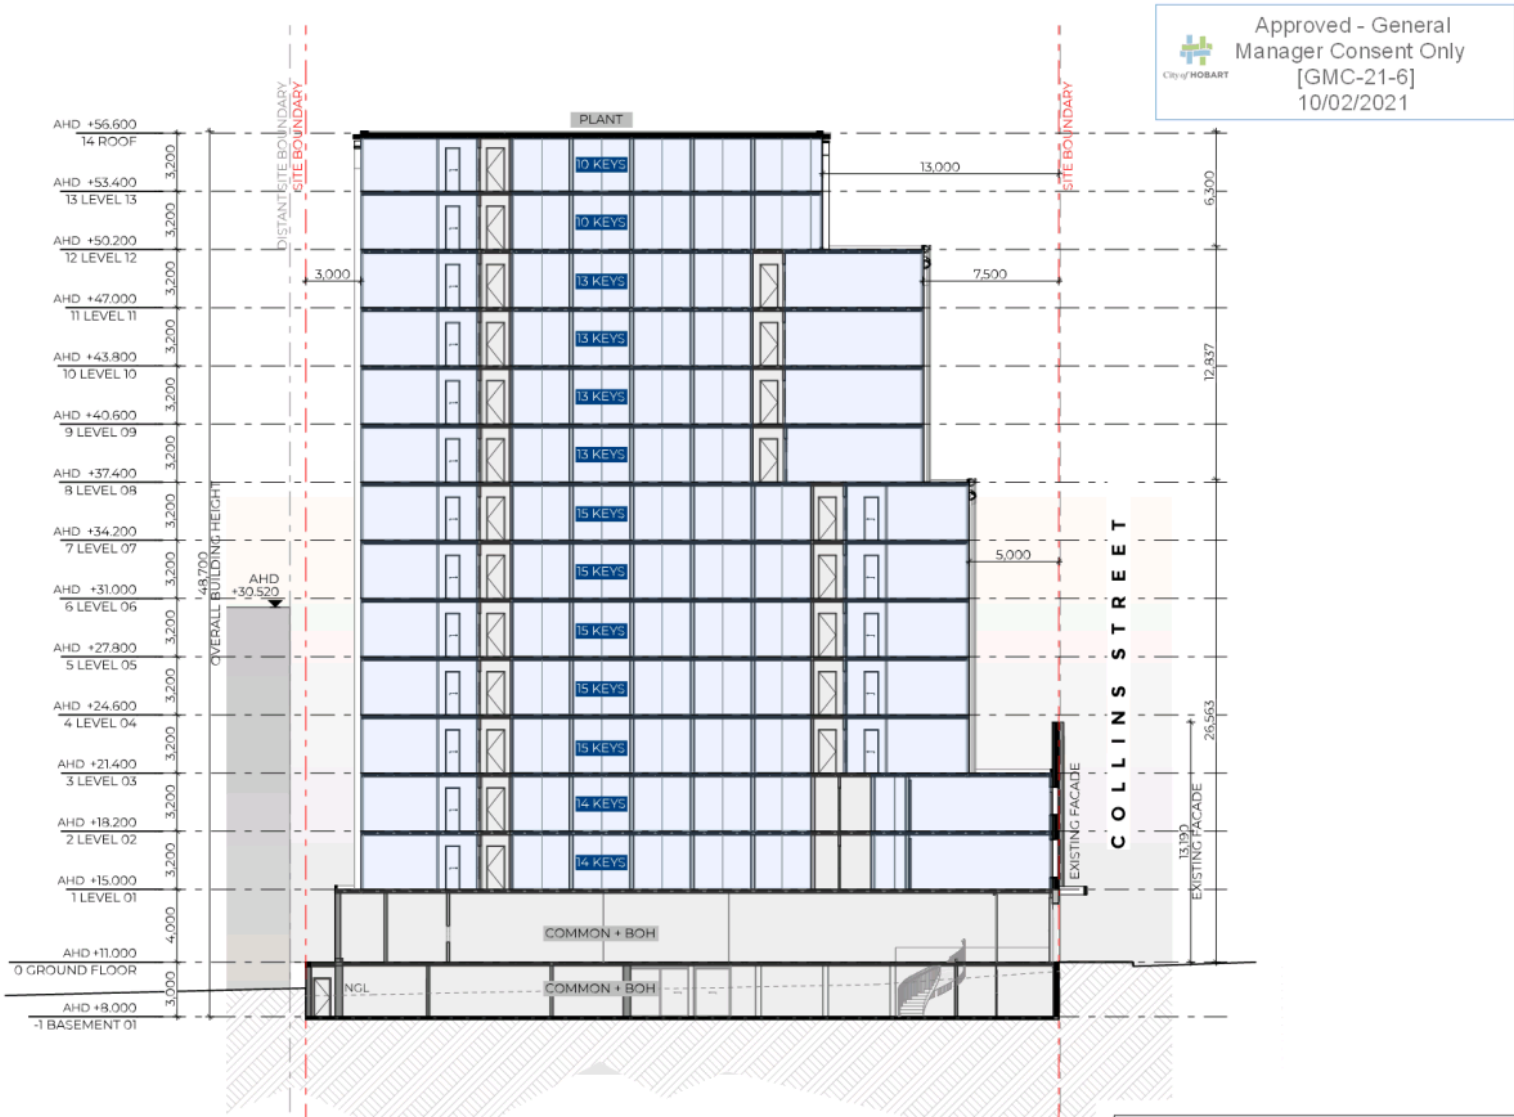 Approved - General
Manager Consent Only
[GMC-21-6]
10/02/2021
City of HOBART
DISTANT SITE BOUNDARY
SITE BOUNDARY
SITE BOUNDARY
PLANT
AHD +56.600
14 ROOF
3,200
10 KEYS
13,000
6,300
AHD +53.400
13 LEVEL 13
3,200
10 KEYS
AHD +50.200
12 LEVEL 12
3,200
3,000
13 KEYS
7,500
AHD +47.000
11 LEVEL 11
3,200
13 KEYS
12,837
AHD +43.800
10 LEVEL 10
3,200
13 KEYS
AHD +40.600
9 LEVEL 09
3,200
13 KEYS
AHD +37.400
8 LEVEL 08
3,200
15 KEYS
AHD +34.200
7 LEVEL 07
3,200
48,700
OVERALL BUILDING HEIGHT
AHD
+30.520
15 KEYS
5,000
COLLINS STREET
AHD +31.000
6 LEVEL 06
3,200
15 KEYS
AHD +27.800
5 LEVEL 05
3,200
15 KEYS
26,563
AHD +24.600
4 LEVEL 04
3,200
15 KEYS
AHD +21.400
3 LEVEL 03
3,200
14 KEYS
EXISTING FACADE
13,190
EXISTING FACADE
AHD +18.200
2 LEVEL 02
3,200
14 KEYS
AHD +15.000
1 LEVEL 01
4,000
COMMON + BOH
AHD +11.000
0 GROUND FLOOR
3,000
NGL
COMMON + BOH
AHD +8.000
-1 BASEMENT 01